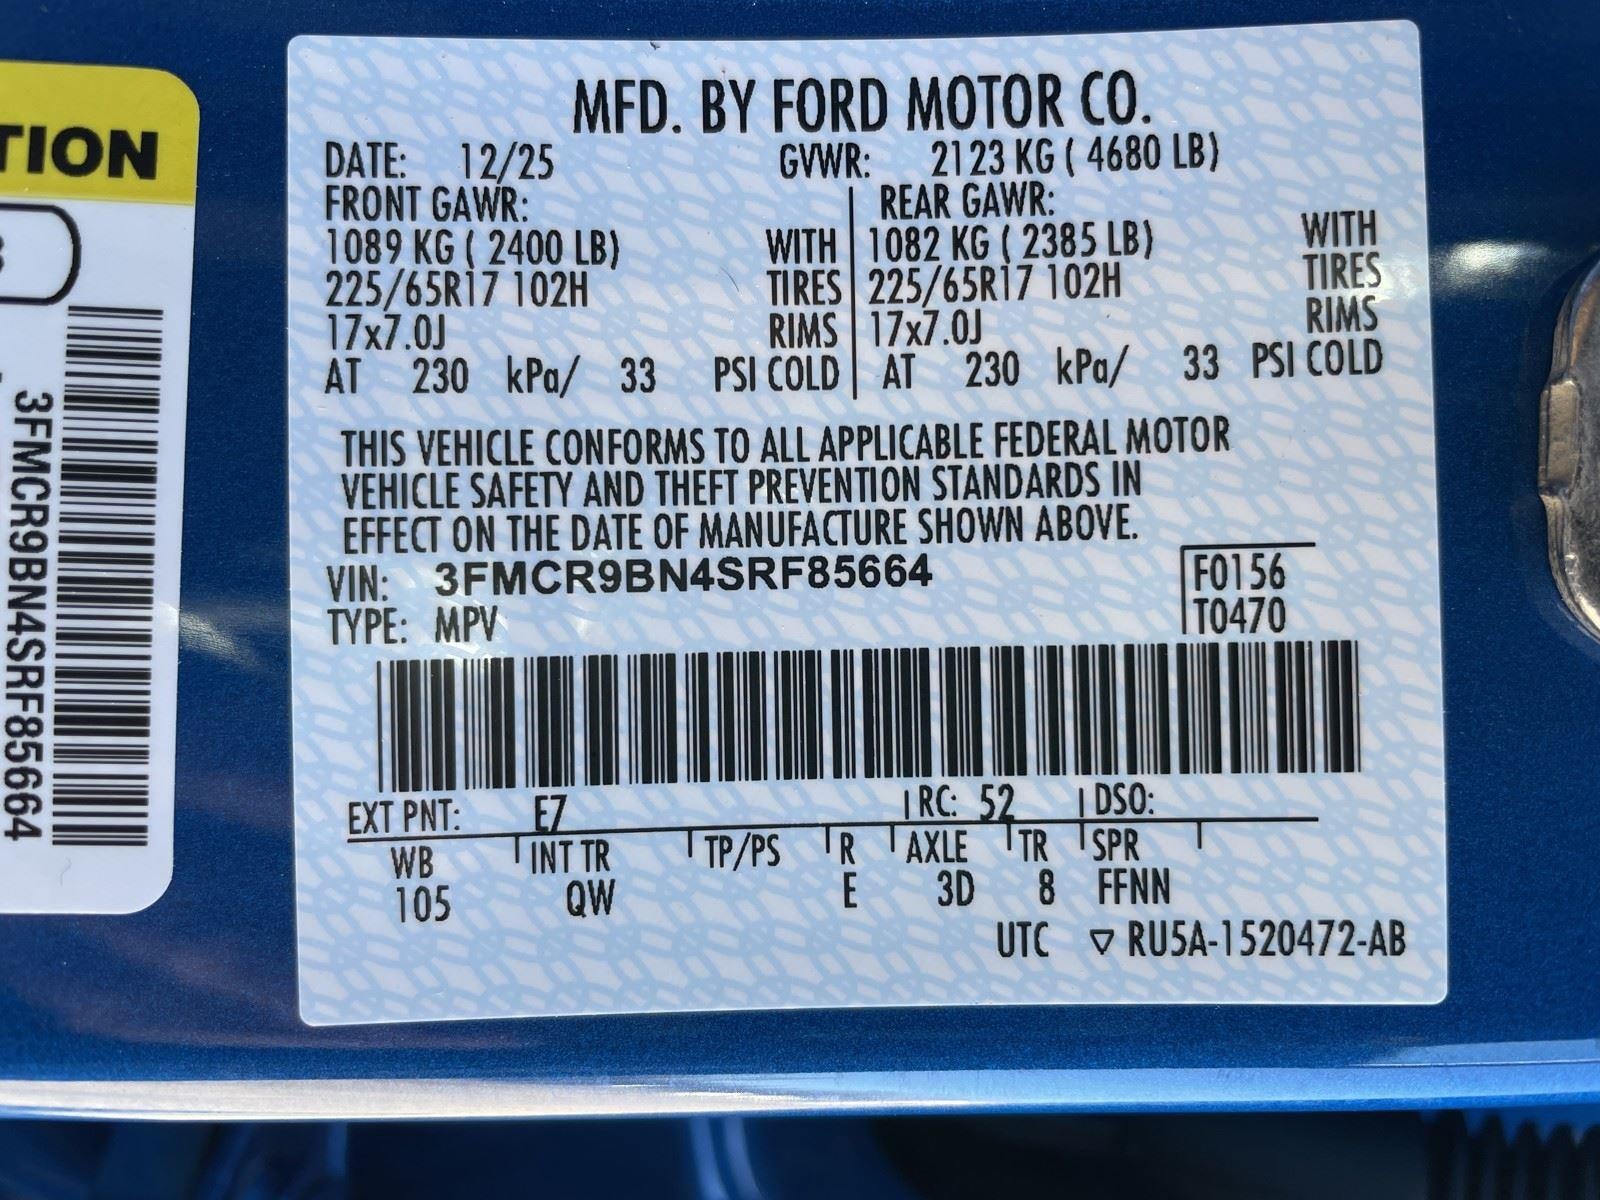 TION
3FMCR9BN4SRF85664
MFD. BY FORD MOTOR CO.
DATE: 12/25 GVWR: 2123 KG ( 4680 LB)
FRONT GAWR: REAR GAWR:
1089 KG ( 2400 LB) WITH 1082 KG ( 2385 LB) WITH
225/65R17 102H TIRES 225/65R17 102H TIRES
17x7.0J RIMS 17x7.0J RIMS
AT 230 kPa/ 33 PSI COLD AT 230 kPa/ 33 PSI COLD
THIS VEHICLE CONFORMS TO ALL APPLICABLE FEDERAL MOTOR
VEHICLE SAFETY AND THEFT PREVENTION STANDARDS IN
EFFECT ON THE DATE OF MANUFACTURE SHOWN ABOVE.
VIN: 3FMCR9BN4SRF85664 F0156
TYPE: MPV T0470
EXT PNT: E7 RC: 52 DSO:
WB INT TR TP/PS R AXLE TR SPR
105 QW E 3D 8 FFNN
UTC ▽ RU5A-1520472-AB